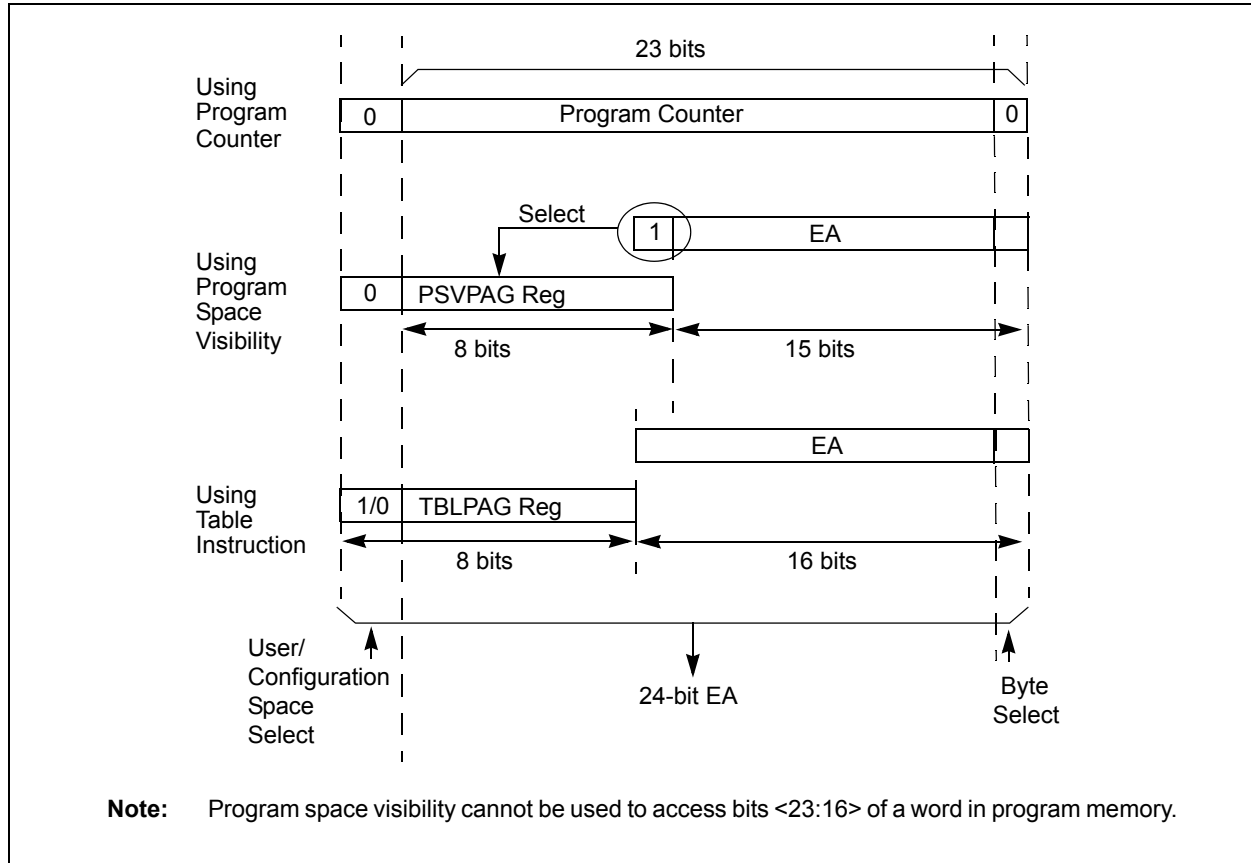 23 bits
Using
Program
Counter
0
Program Counter
0
Select
1
EA
Using
Program
Space
Visibility
0
PSVPAG Reg
8 bits
15 bits
EA
Using
Table
Instruction
1/0
TBLPAG Reg
8 bits
16 bits
User/
Configuration
Space
Select
24-bit EA
Byte
Select
Note: Program space visibility cannot be used to access bits <23:16> of a word in program memory.